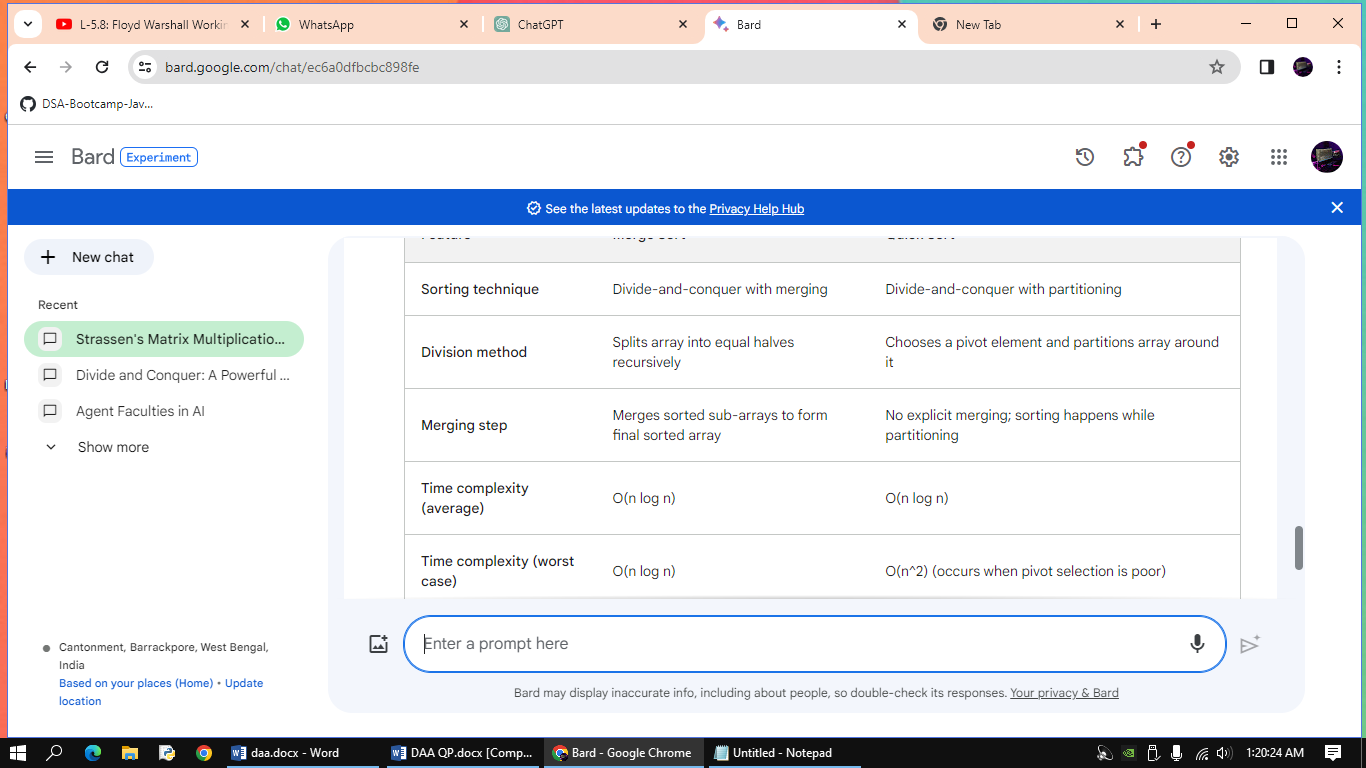 L-5.8: Floyd Warshall Workin
WhatsApp
ChatGPT
Bard
New Tab
bard.google.com/chat/ec6a0dfbcbc898fe
DSA-Bootcamp-Jav...
Bard Experiment
See the latest updates to the Privacy Help Hub
New chat
Recent
Strassen's Matrix Multiplicatio...
Divide and Conquer: A Powerful ...
Agent Faculties in AI
Show more
Cantonment, Barrackpore, West Bengal,
India
Based on your places (Home) • Update
location
Feature Merge Sort Quick Sort
Sorting technique Divide-and-conquer with merging Divide-and-conquer with partitioning
Division method
Splits array into equal halves
recursively
Chooses a pivot element and partitions array around
it
Merging step
Merges sorted sub-arrays to form
final sorted array
No explicit merging; sorting happens while
partitioning
Time complexity
(average)
O(n log n)
O(n log n)
Time complexity (worst
case)
O(n log n)
O(n^2) (occurs when pivot selection is poor)
Enter a prompt here
Bard may display inaccurate info, including about people, so double-check its responses. Your privacy & Bard
daa.docx - Word
DAA QP.docx [Comp...
Bard - Google Chrome
Untitled - Notepad
1:20:24 AM